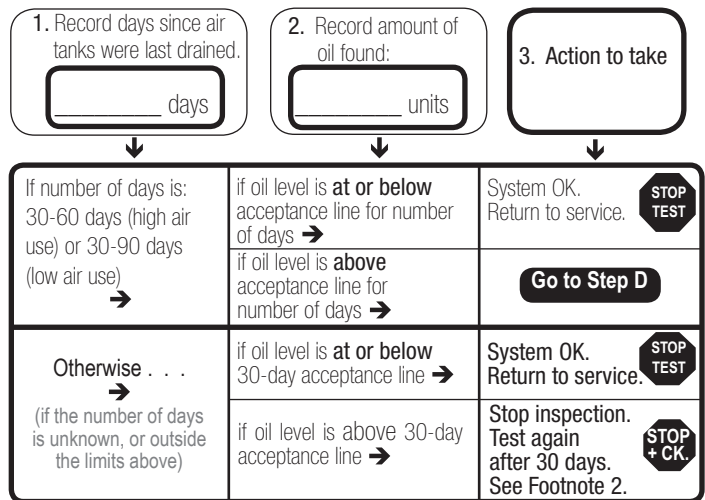 1. Record days since air
tanks were last drained.
________ days
2. Record amount of
oil found:
________ units
3. Action to take
If number of days is:
30-60 days (high air
use) or 30-90 days
(low air use)
➔
if oil level is at or below
acceptance line for number
of days ➔
System OK.
Return to service.
STOP
TEST
if oil level is above
acceptance line for
number of days ➔
Go to Step D
Otherwise . . .
➔
(if the number of days
is unknown, or outside
the limits above)
if oil level is at or below
30-day acceptance line ➔
System OK.
Return to service.
STOP
TEST
if oil level is above 30-day
acceptance line ➔
Stop inspection.
Test again
after 30 days.
See Footnote 2.
STOP
+ CK.